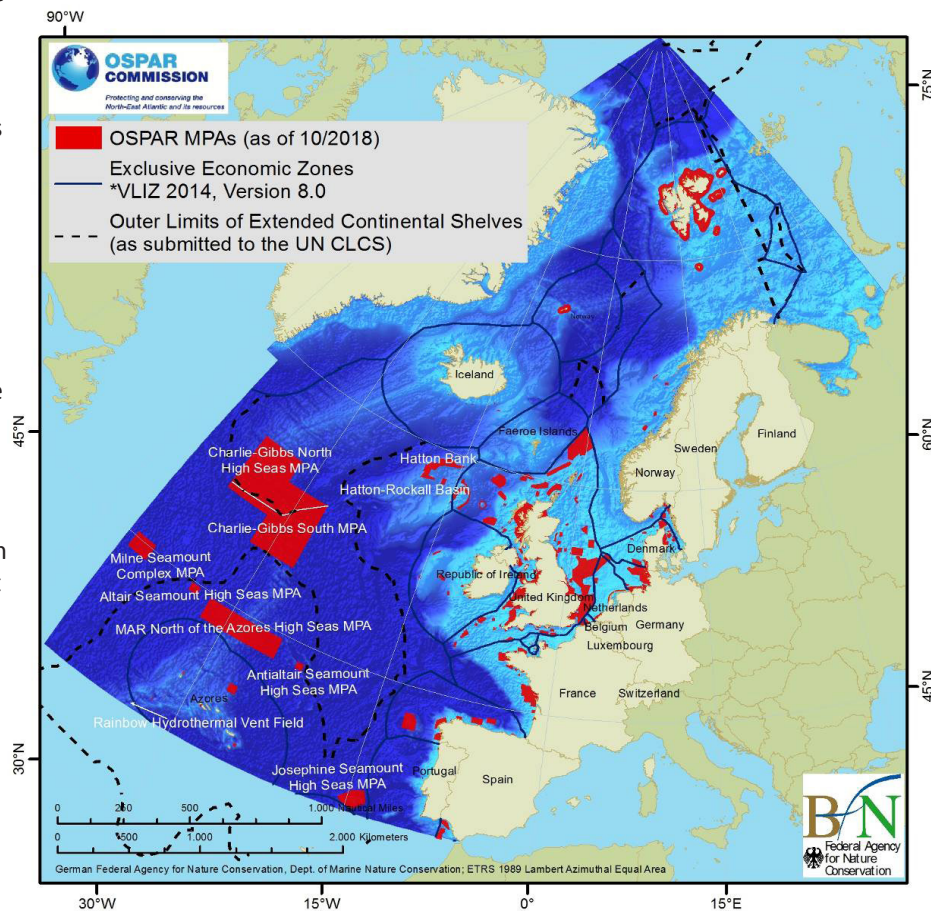 90°W
OSPAR
COMMISSION
Protecting and conserving the
North-East Atlantic and its resources
OSPAR MPAs (as of 10/2018)
Exclusive Economic Zones
*VLIZ 2014, Version 8.0
Outer Limits of Extended Continental Shelves
(as submitted to the UN CLCS)
75°N
Norway
Iceland
45°N
60°N
Faeroe Islands
Finland
Sweden
Norway
Charlie-Gibbs North
High Seas MPA
Hatton Bank
Hatton-Rockall Basin
Charlie-Gibbs South MPA
Denmark
Milne Seamount
Complex MPA
Republic of Ireland
Altair Seamount High Seas MPA
United Kingdom
Netherlands
MAR North of the Azores High Seas MPA
Belgium
Germany
Luxembourg
Antialtair Seamount
High Seas MPA
45°N
Azores
France
Switzerland
Rainbow Hydrothermal Vent Field
30°N
Josephine Seamount
High Seas MPA
Portugal
Spain
0 250 500 1.000 Nautical Miles
0 500 1.000 2.000 Kilometers
BfN
Federal Agency
for Nature
Conservation
German Federal Agency for Nature Conservation, Dept. of Marine Nature Conservation; ETRS 1989 Lambert Azimuthal Equal Area
30°W
15°W
0°
15°E